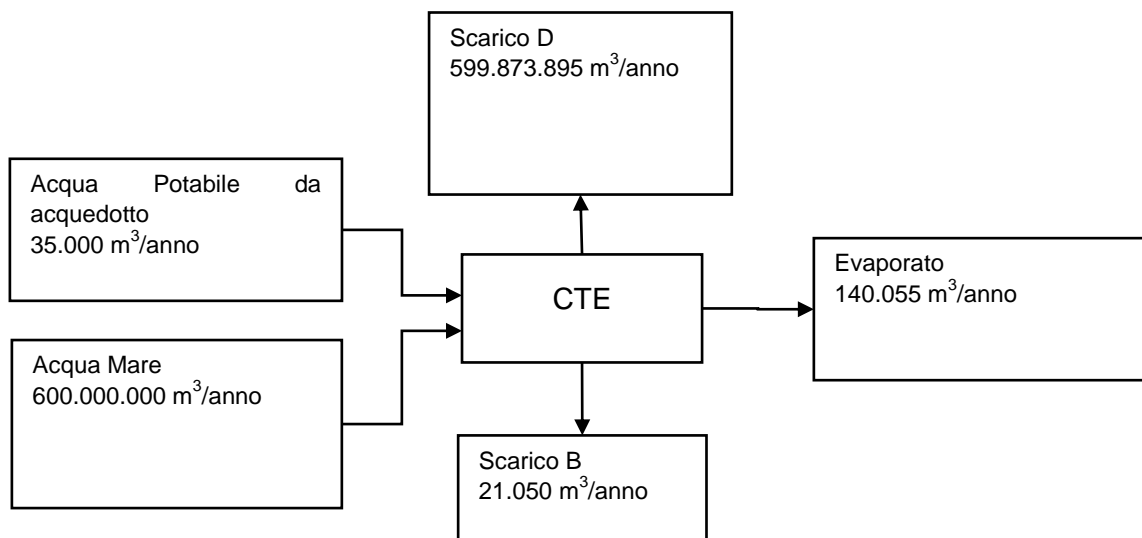 Scarico D
599.873.895 m³/anno
Acqua Potabile da
acquedotto
35.000 m³/anno
CTE
Evaporato
140.055 m³/anno
Acqua Mare
600.000.000 m³/anno
Scarico B
21.050 m³/anno